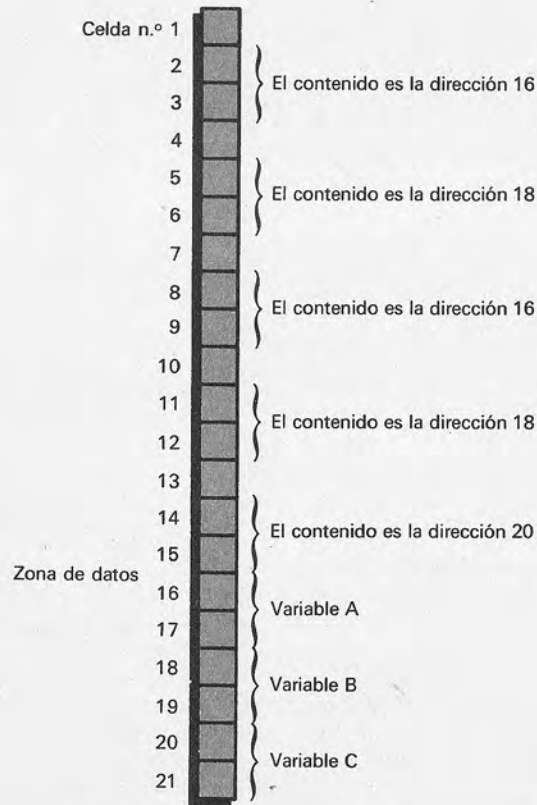 Celda n.º 1
2
El contenido es la dirección 16
3
4
5
El contenido es la dirección 18
6
7
8
El contenido es la dirección 16
9
10
11
El contenido es la dirección 18
12
13
14
El contenido es la dirección 20
15
Zona de datos
16
Variable A
17
18
Variable B
19
20
Variable C
21